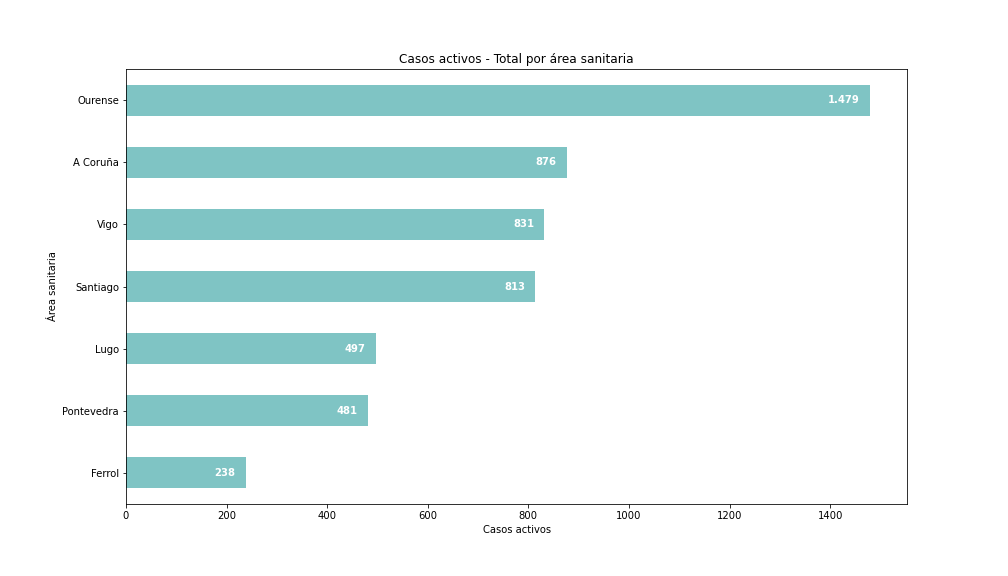 Casos activos - Total por área sanitaria
Ourense
1.479
A Coruña
876
Vigo
831
Santiago
813
Lugo
497
Pontevedra
481
Ferrol
238
Área sanitaria
0 200 400 600 800 1000 1200 1400
Casos activos